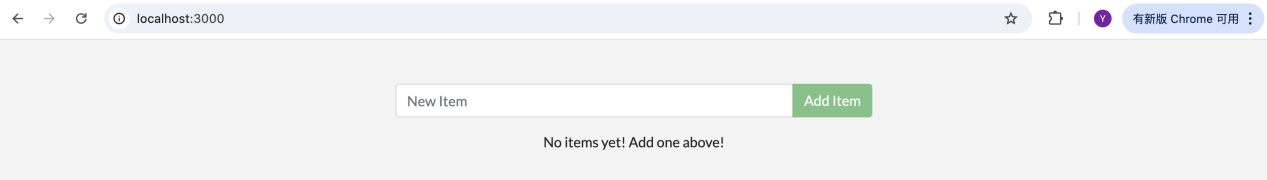 localhost:3000
Y
有新版 Chrome 可用
New Item
Add Item
No items yet! Add one above!